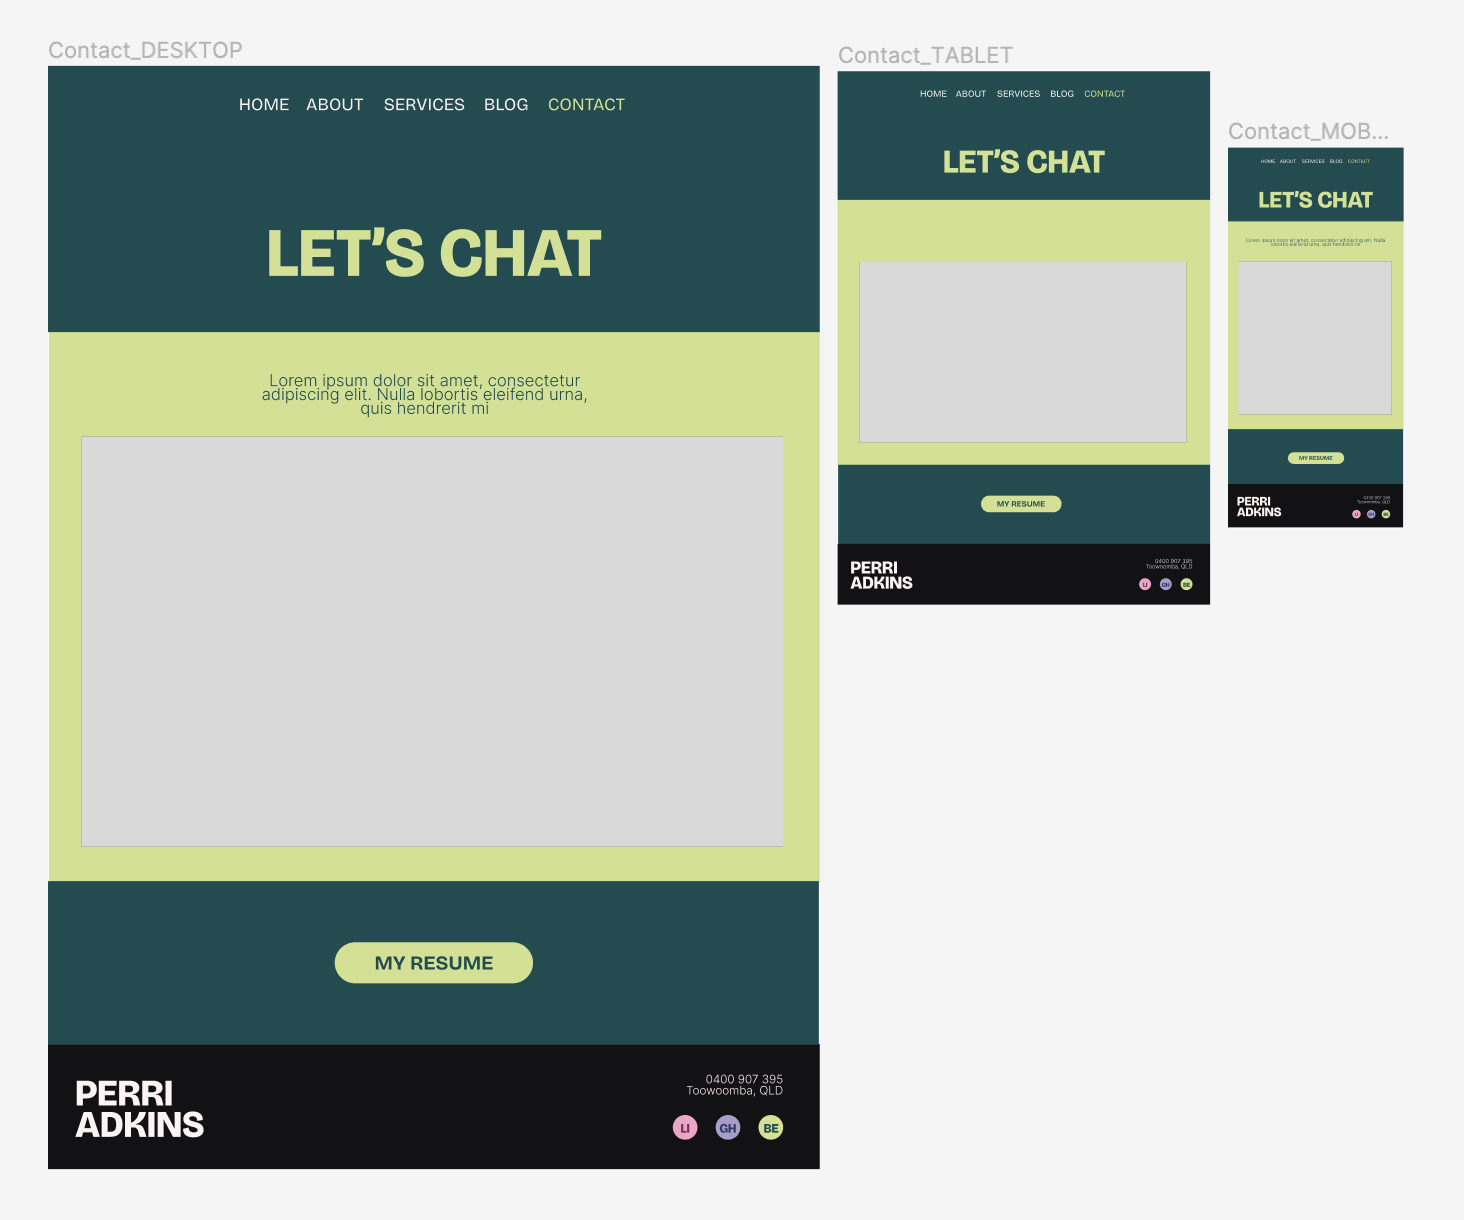 Contact_DESKTOP
HOME ABOUT SERVICES BLOG CONTACT
LET'S CHAT
Lorem ipsum dolor sit amet, consectetur
adipiscing elit. Nulla lobortis eleifend urna,
quis hendrerit mi
MY RESUME
PERRI
ADKINS
0400 907 395
Toowoomba, QLD
LI GH BE
Contact_TABLET
HOME ABOUT SERVICES BLOG CONTACT
LET'S CHAT
MY RESUME
PERRI
ADKINS
0400 907 395
Toowoomba, QLD
LI GH BE
Contact_MOB...
HOME ABOUT SERVICES BLOG CONTACT
LET'S CHAT
Lorem ipsum dolor sit amet, consectetur adipiscing elit. Nulla
lobortis eleifend urna, quis hendrerit mi
MY RESUME
PERRI
ADKINS
0400 907 395
Toowoomba, QLD
LI GH BE